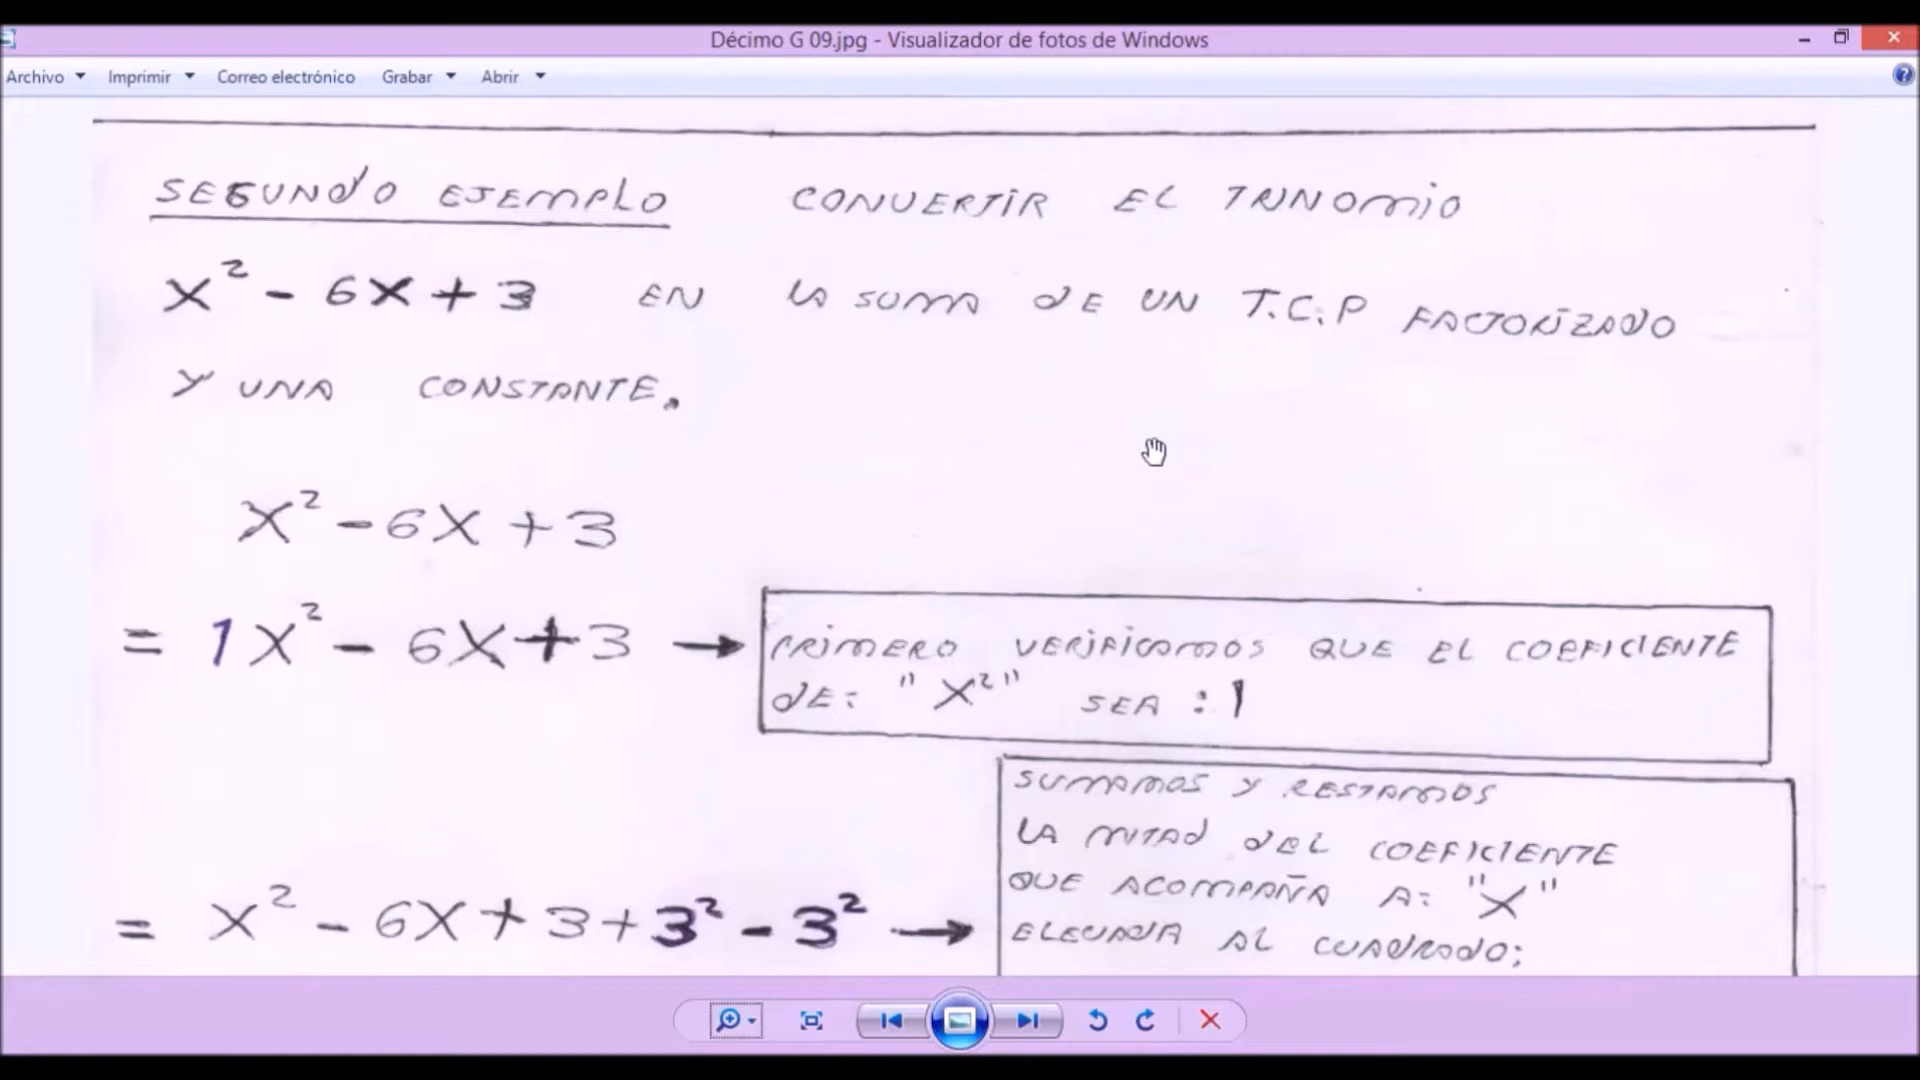 Décimo G 09.jpg - Visualizador de fotos de Windows
Archivo Imprimir Correo electrónico Grabar Abrir
SEGUNDO EJEMPLO CONVERTIR EL TRINOMIO
x² - 6x + 3 EN LA SUMA DE UN T.C.P FACTORIZADO
Y UNA CONSTANTE.
x² - 6x + 3
= 1x² - 6x + 3 → PRIMERO VERIFICAMOS QUE EL COEFICIENTE
DE: "X²" SEA : 1
SUMAMOS Y RESTAMOS
LA MITAD DEL COEFICIENTE
QUE ACOMPAÑA A: "X"
= x² - 6x + 3 + 3² - 3² → ELEVADA AL CUADRADO;